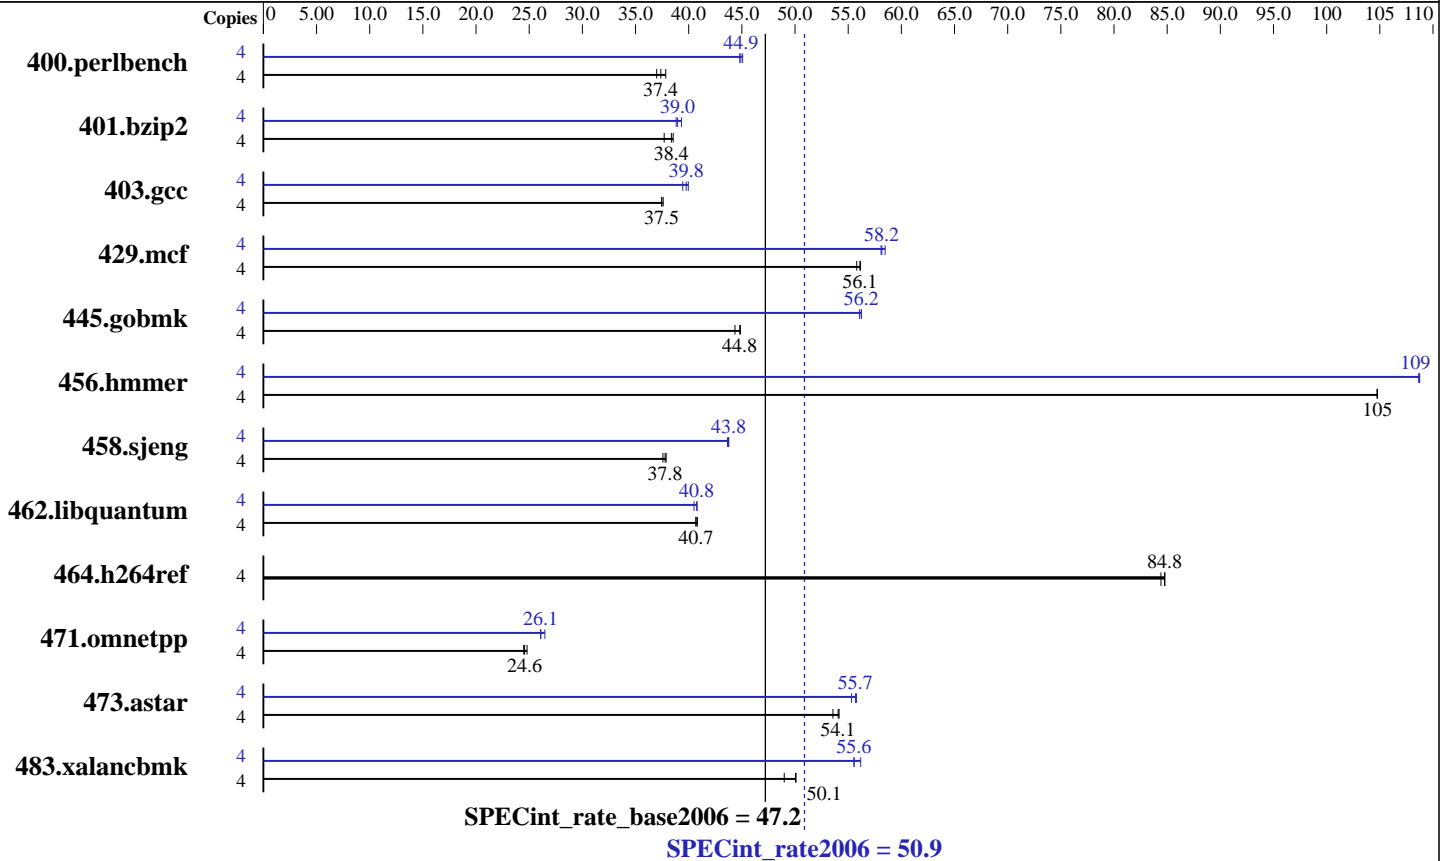 Copies 0 5.00 10.0 15.0 20.0 25.0 30.0 35.0 40.0 45.0 50.0 55.0 60.0 65.0 70.0 75.0 80.0 85.0 90.0 95.0 100 105 110
400.perlbench 4 44.9
4 37.4
401.bzip2 4 39.0
4 38.4
403.gcc 4 39.8
4 37.5
429.mcf 4 58.2
4 56.1
445.gobmk 4 56.2
4 44.8
456.hmmer 4 109
4 105
458.sjeng 4 43.8
4 37.8
462.libquantum 4 40.8
4 40.7
464.h264ref 4 84.8
471.omnetpp 4 26.1
4 24.6
473.astar 4 55.7
4 54.1
483.xalancbmk 4 55.6
4 50.1
SPECint_rate_base2006 = 47.2
SPECint_rate2006 = 50.9